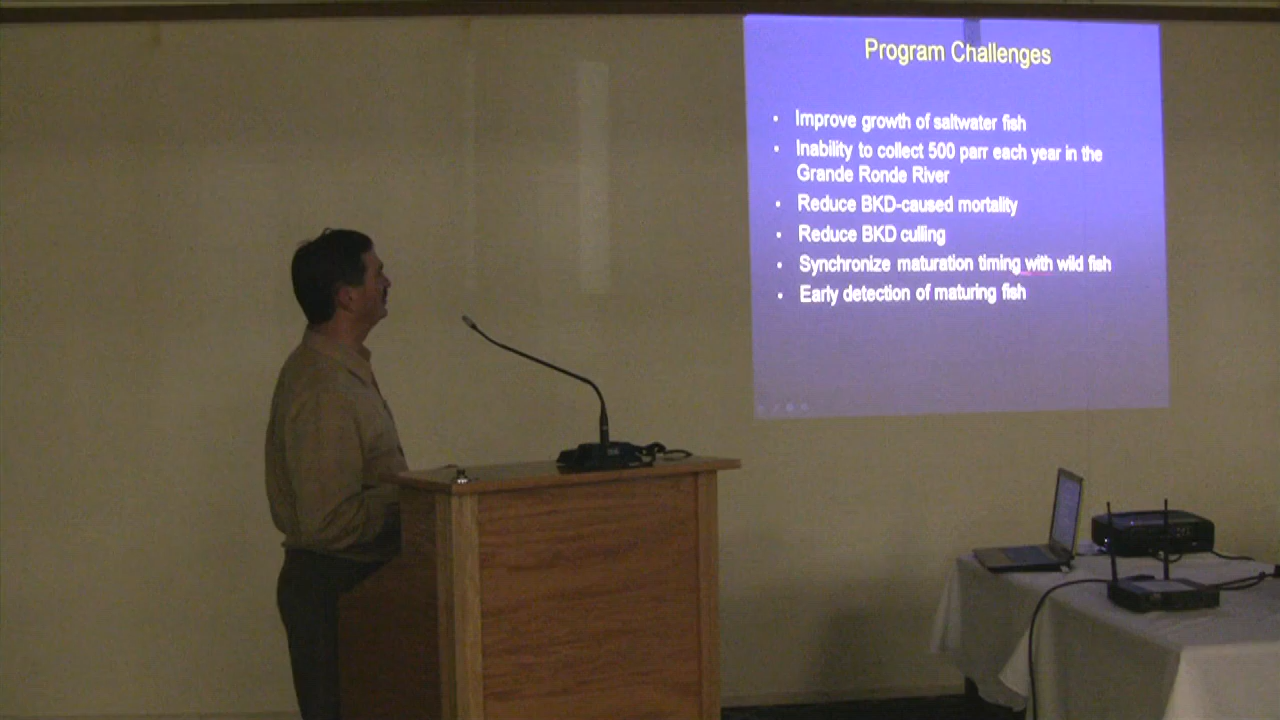 Program Challenges
• Improve growth of saltwater fish
• Inability to collect 500 parr each year in the
Grande Ronde River
• Reduce BKD-caused mortality
• Reduce BKD culling
• Synchronize maturation timing with wild fish
• Early detection of maturing fish